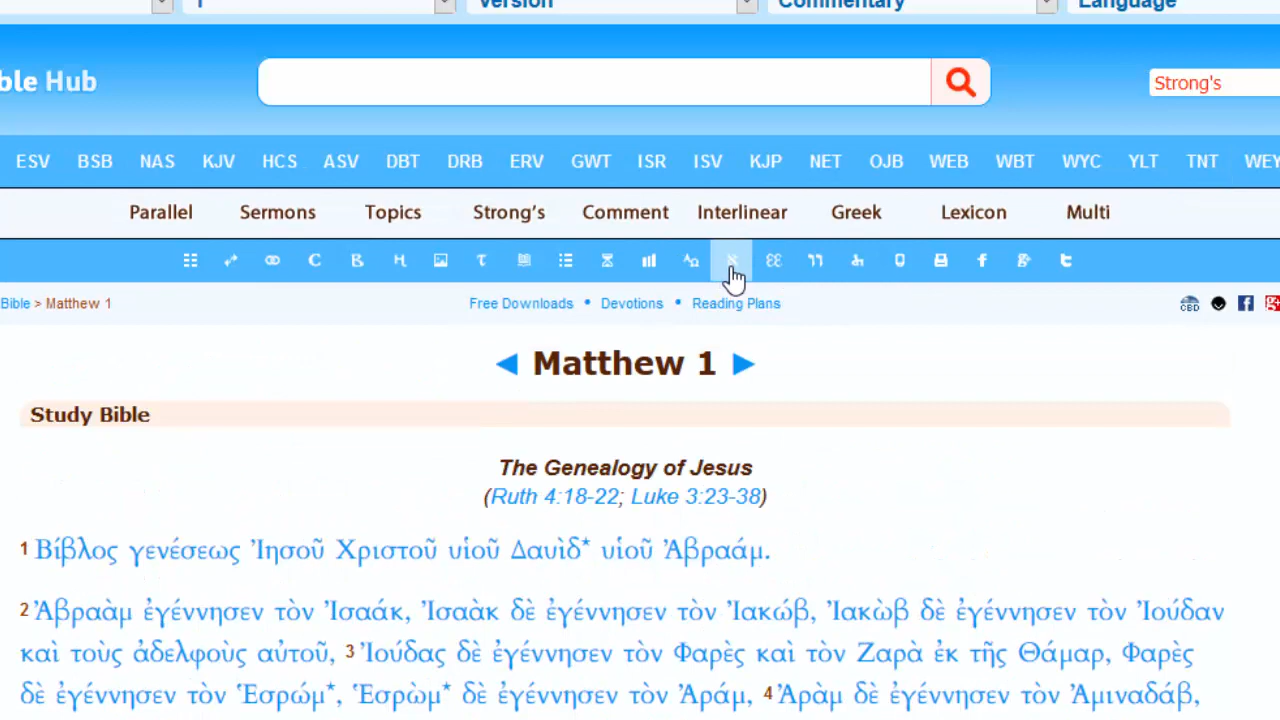 1 Version Commentary Language
ble Hub
Strong's
ESV BSB NAS KJV HCS ASV DBT DRB ERV GWT ISR ISV KJP NET OJB WEB WBT WYC YLT TNT WEY
Parallel Sermons Topics Strong's Comment Interlinear Greek Lexicon Multi
Bible > Matthew 1 Free Downloads • Devotions • Reading Plans CBD
◄ Matthew 1 ►
Study Bible
The Genealogy of Jesus
(Ruth 4:18-22; Luke 3:23-38)
1 Βίβλος γενέσεως Ἰησοῦ Χριστοῦ υἱοῦ Δαυὶδ* υἱοῦ Ἀβραάμ.
2 Ἀβραὰμ ἐγέννησεν τὸν Ἰσαάκ, Ἰσαὰκ δὲ ἐγέννησεν τὸν Ἰακώβ, Ἰακὼβ δὲ ἐγέννησεν τὸν Ἰούδαν
καὶ τοὺς ἀδελφοὺς αὐτοῦ, 3 Ἰούδας δὲ ἐγέννησεν τὸν Φαρὲς καὶ τὸν Ζαρὰ ἐκ τῆς Θάμαρ, Φαρὲς
δὲ ἐγέννησεν τὸν Ἑσρώμ*, Ἑσρὼμ* δὲ ἐγέννησεν τὸν Ἀράμ, 4 Ἀρὰμ δὲ ἐγέννησεν τὸν Ἀμιναδάβ,